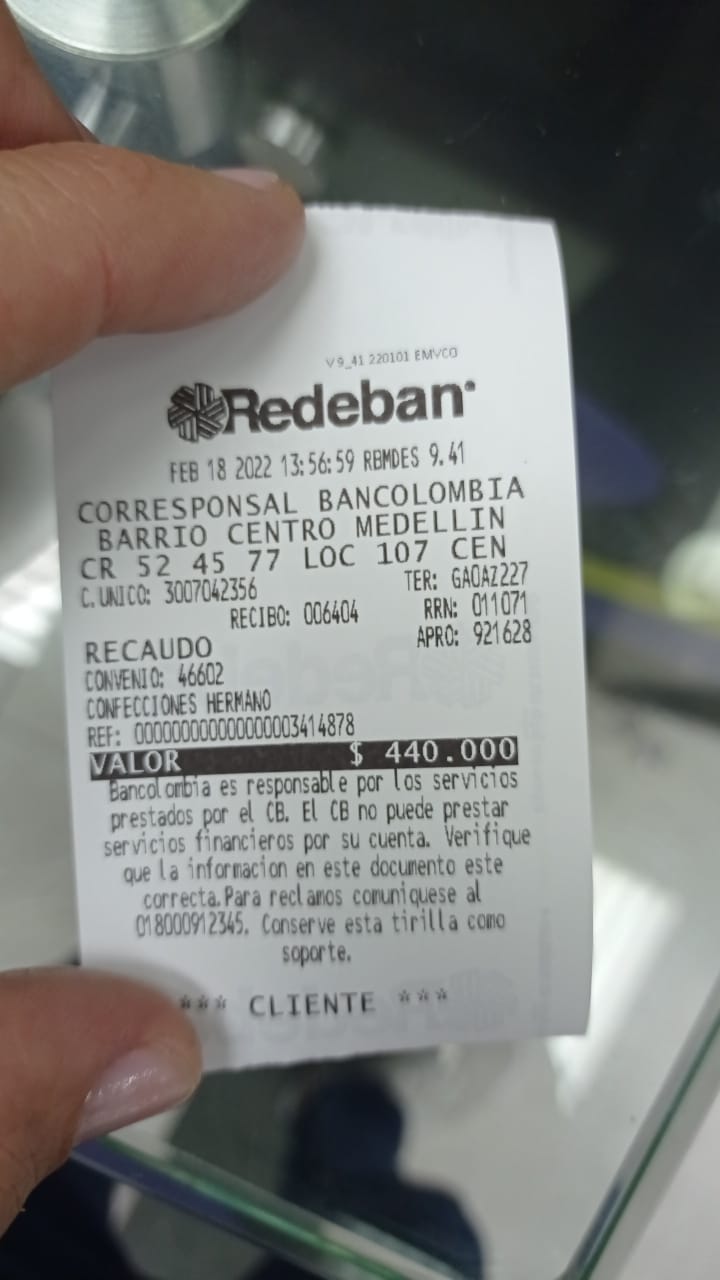 V9_41 220101 EMVCO
Redeban
FEB 18 2022 13:56:59 RBMDES 9.41
CORRESPONSAL BANCOLOMBIA
BARRIO CENTRO MEDELLIN
CR 52 45 77 LOC 107 CEN
C.UNICO: 3007042356 TER: GAOAZ227
RECIBO: 006404 RRN: 011071
RECAUDO APRO: 921628
CONVENIO: 46602
CONFECCIONES HERMANO
REF: 00000000000000003414878
VALOR $ 440.000
Bancolombia es responsable por los servicios
prestados por el CB. El CB no puede prestar
servicios financieros por su cuenta. Verifique
que la informacion en este documento este
correcta.Para reclamos comuniquese al
018000912345. Conserve esta tirilla como
soporte.
*** CLIENTE ***